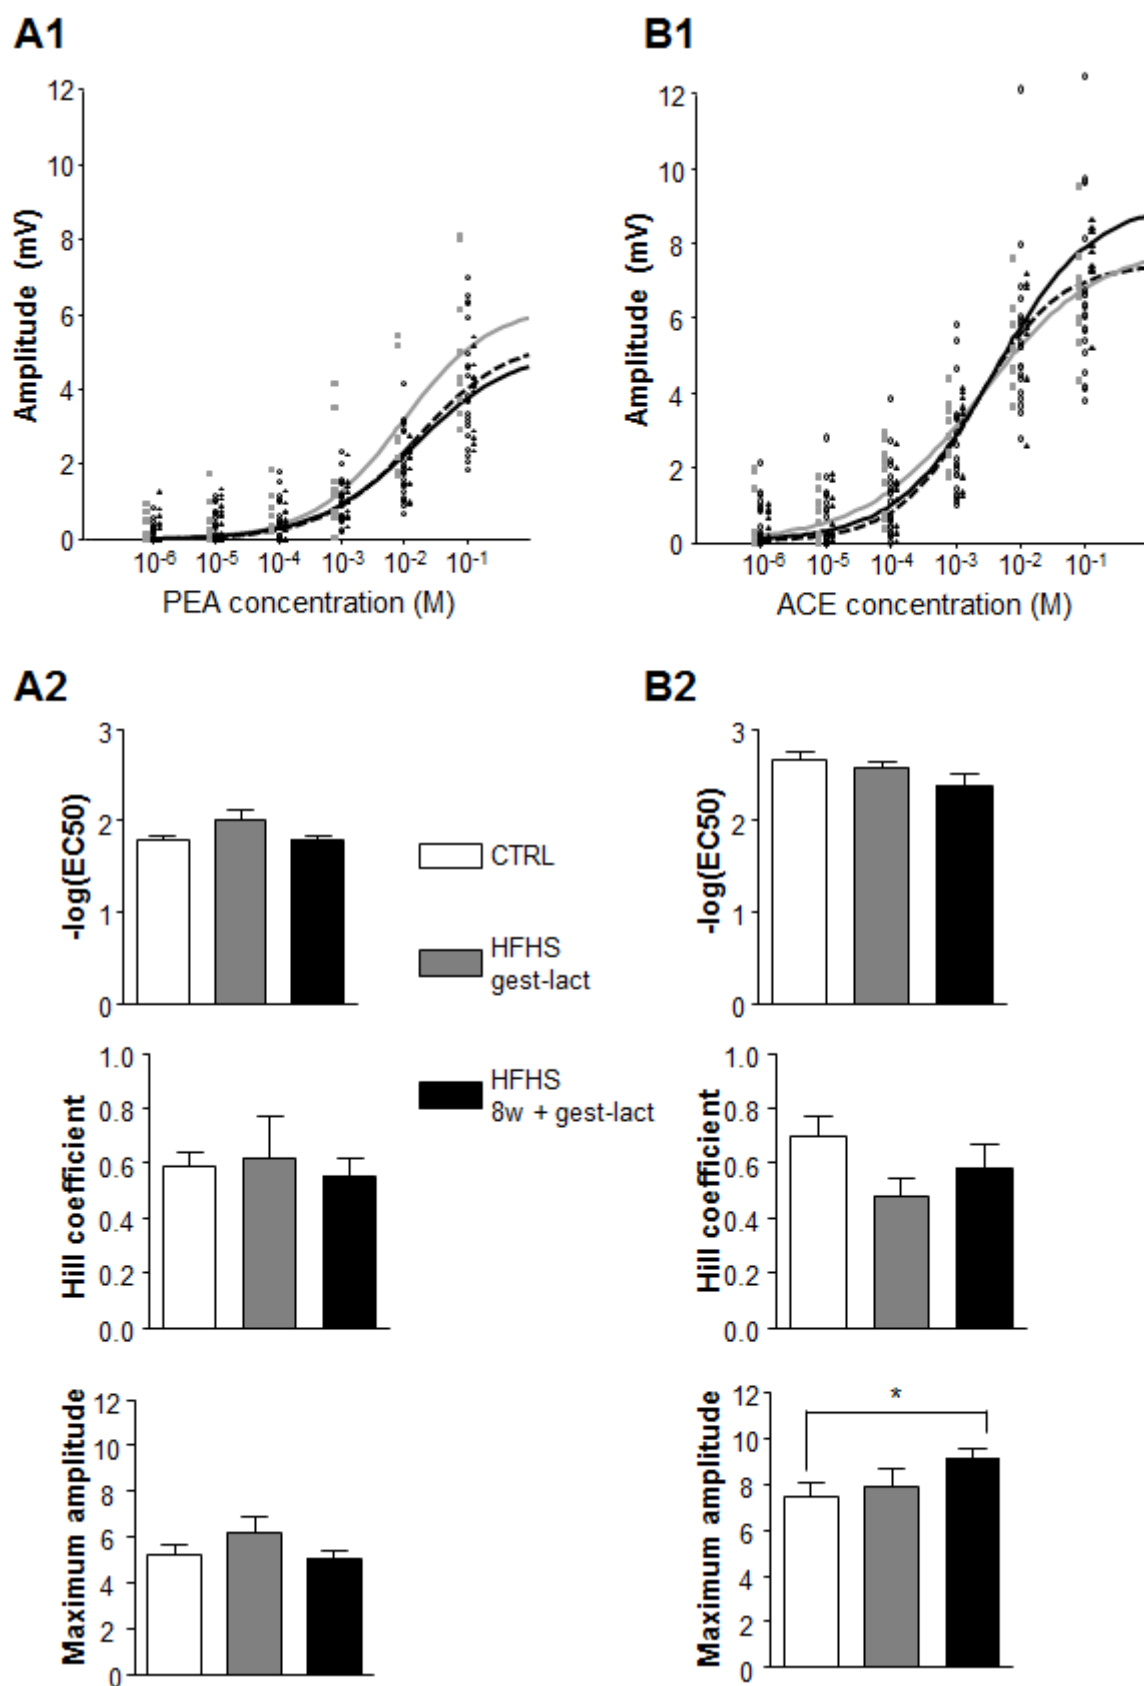 A1
B1
12
10
8
6
4
2
0
Amplitude (mV)
10-6 10-5 10-4 10-3 10-2 10-1
PEA concentration (M)
12
10
8
6
4
2
0
Amplitude (mV)
10-6 10-5 10-4 10-3 10-2 10-1
ACE concentration (M)
A2
B2
3
2
1
0
-log(EC50)
CTRL
HFHS
gest-lact
HFHS
8w + gest-lact
3
2
1
0
-log(EC50)
1.0
0.8
0.6
0.4
0.2
0.0
Hill coefficient
1.0
0.8
0.6
0.4
0.2
0.0
Hill coefficient
12
10
8
6
4
2
0
Maximum amplitude
12
10
8
6
4
2
0
Maximum amplitude
*